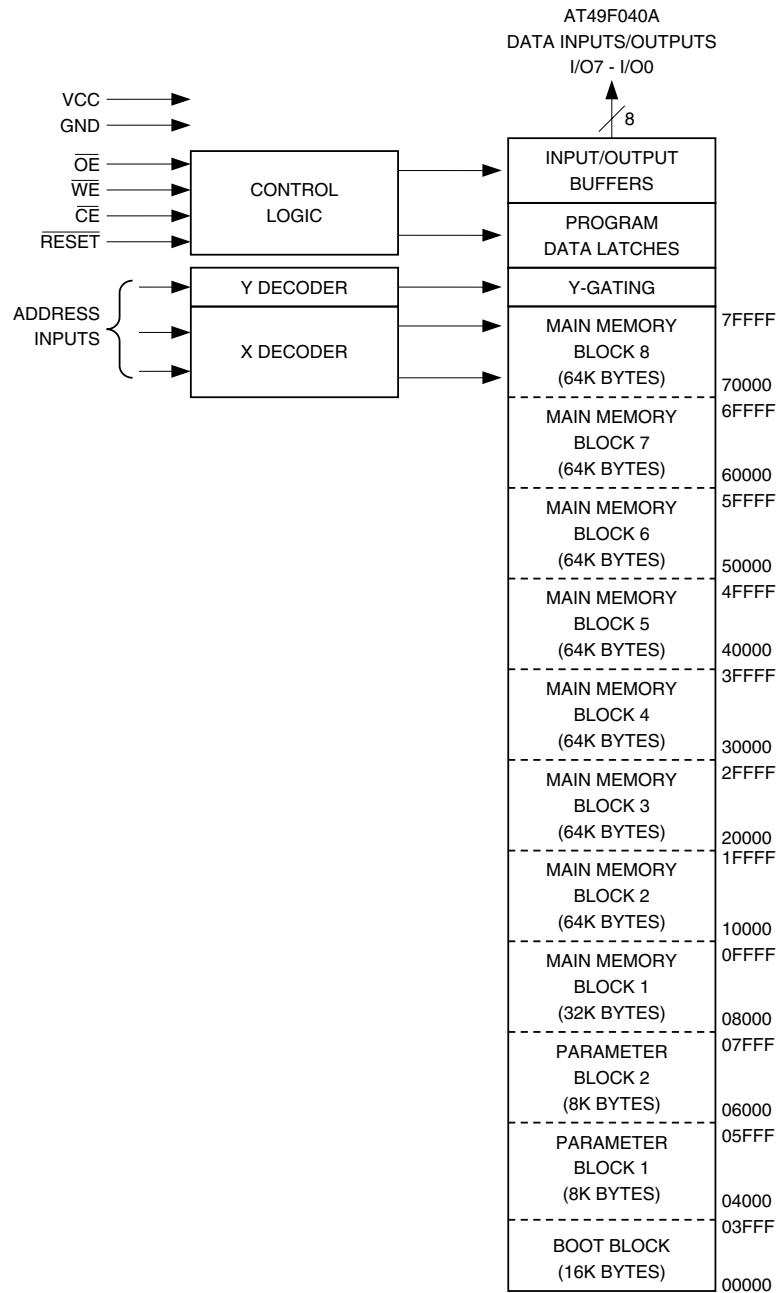 AT49F040A
DATA INPUTS/OUTPUTS
I/O7 - I/O0
8
VCC
GND
OE
WE
CE
RESET
CONTROL
LOGIC
INPUT/OUTPUT
BUFFERS
PROGRAM
DATA LATCHES
ADDRESS
INPUTS
Y DECODER
X DECODER
Y-GATING
MAIN MEMORY
BLOCK 8
(64K BYTES)
7FFFF
70000
MAIN MEMORY
BLOCK 7
(64K BYTES)
6FFFF
60000
MAIN MEMORY
BLOCK 6
(64K BYTES)
5FFFF
50000
MAIN MEMORY
BLOCK 5
(64K BYTES)
4FFFF
40000
MAIN MEMORY
BLOCK 4
(64K BYTES)
3FFFF
30000
MAIN MEMORY
BLOCK 3
(64K BYTES)
2FFFF
20000
MAIN MEMORY
BLOCK 2
(64K BYTES)
1FFFF
10000
MAIN MEMORY
BLOCK 1
(32K BYTES)
0FFFF
08000
PARAMETER
BLOCK 2
(8K BYTES)
07FFF
06000
PARAMETER
BLOCK 1
(8K BYTES)
05FFF
04000
BOOT BLOCK
(16K BYTES)
03FFF
00000